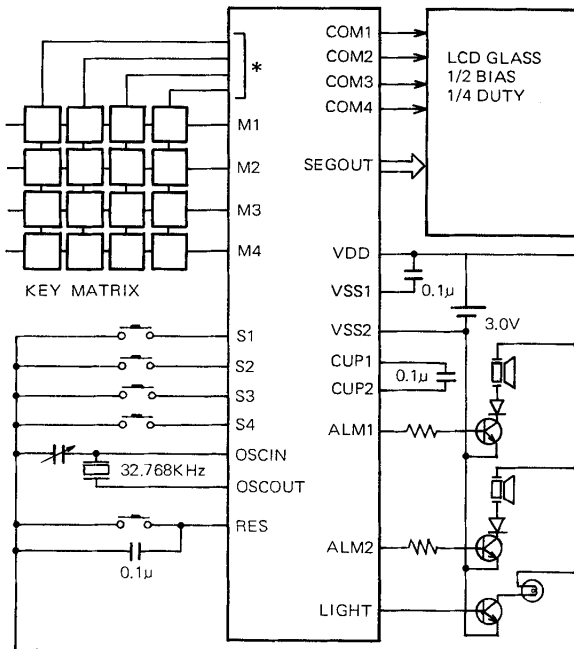 COM1
COM2
COM3
COM4
SEGOUT
LCD GLASS
1/2 BIAS
1/4 DUTY
*
M1
M2
M3
M4
KEY MATRIX
VDD
VSS1
0.1μ
VSS2
3.0V
CUP1
CUP2
0.1μ
S1
S2
S3
S4
ALM1
OSCIN
32.768KHz
OSCOUT
RES
0.1μ
ALM2
LIGHT